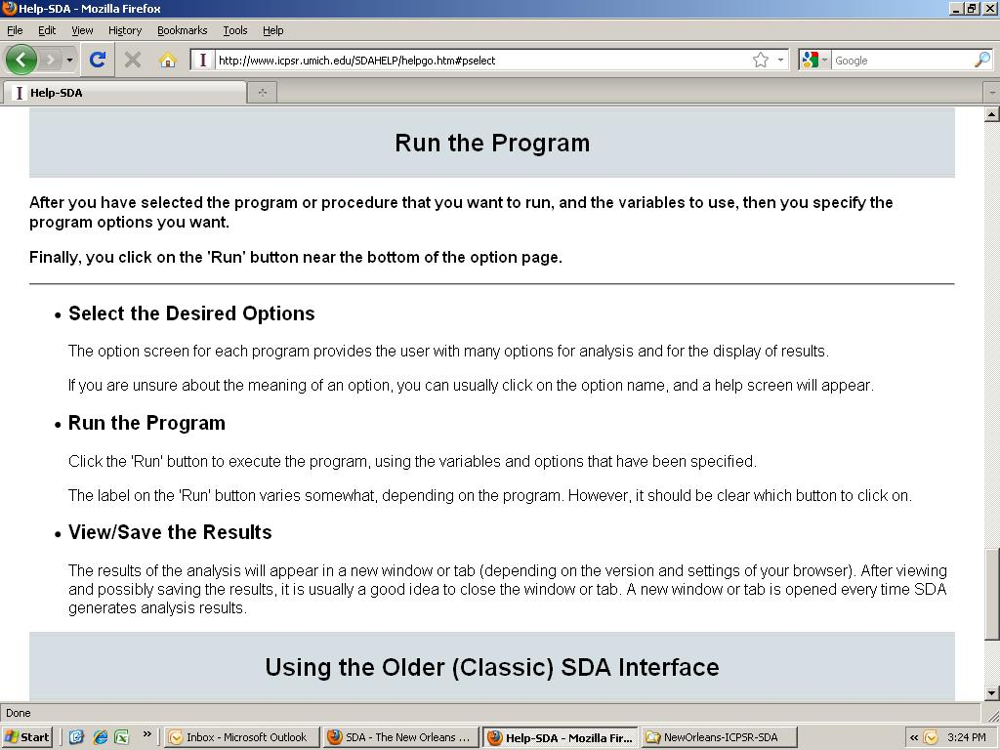 Help-SDA - Mozilla Firefox
File Edit View History Bookmarks Tools Help
http://www.icpsr.umich.edu/SDAHELP/helpgo.htm#pselect
Google
Help-SDA
Run the Program
After you have selected the program or procedure that you want to run, and the variables to use, then you specify the
program options you want.
Finally, you click on the 'Run' button near the bottom of the option page.
• Select the Desired Options
The option screen for each program provides the user with many options for analysis and for the display of results.
If you are unsure about the meaning of an option, you can usually click on the option name, and a help screen will appear.
• Run the Program
Click the 'Run' button to execute the program, using the variables and options that have been specified.
The label on the 'Run' button varies somewhat, depending on the program. However, it should be clear which button to click on.
• View/Save the Results
The results of the analysis will appear in a new window or tab (depending on the version and settings of your browser). After viewing
and possibly saving the results, it is usually a good idea to close the window or tab. A new window or tab is opened every time SDA
generates analysis results.
Using the Older (Classic) SDA Interface
Done
Start Inbox - Microsoft Outlook SDA - The New Orleans ... Help-SDA - Mozilla Fir... NewOrleans-ICPSR-SDA 3:24 PM